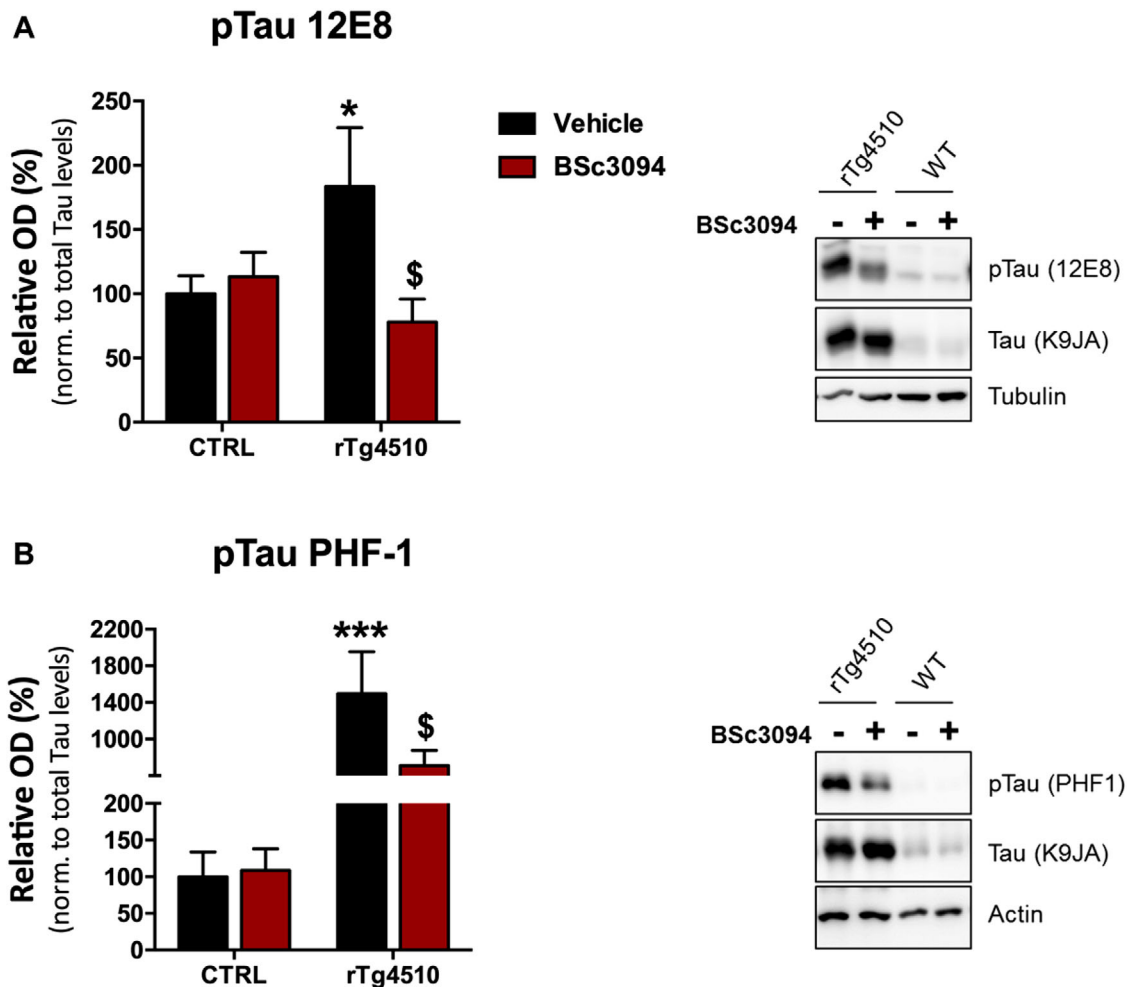 A
pTau 12E8
Relative OD (%)
(norm. to total Tau levels)
250
200
150
100
50
0
*
$
CTRL
rTg4510
Vehicle
BSc3094
rTg4510
WT
BSc3094
- + - +
pTau (12E8)
Tau (K9JA)
Tubulin
B
pTau PHF-1
Relative OD (%)
(norm. to total Tau levels)
2200
1800
1400
1000
200
150
100
50
0
***
$
CTRL
rTg4510
rTg4510
WT
BSc3094
- + - +
pTau (PHF1)
Tau (K9JA)
Actin